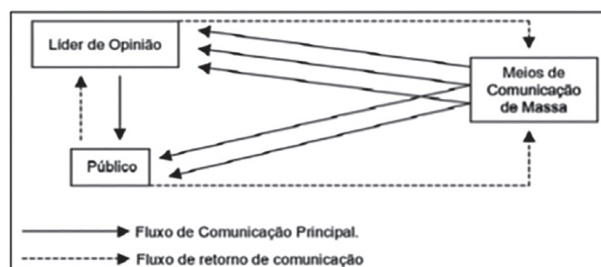 Líder de Opinião
Meios de
Comunicação
de Massa
Público
Fluxo de Comunicação Principal.
Fluxo de retorno de comunicação